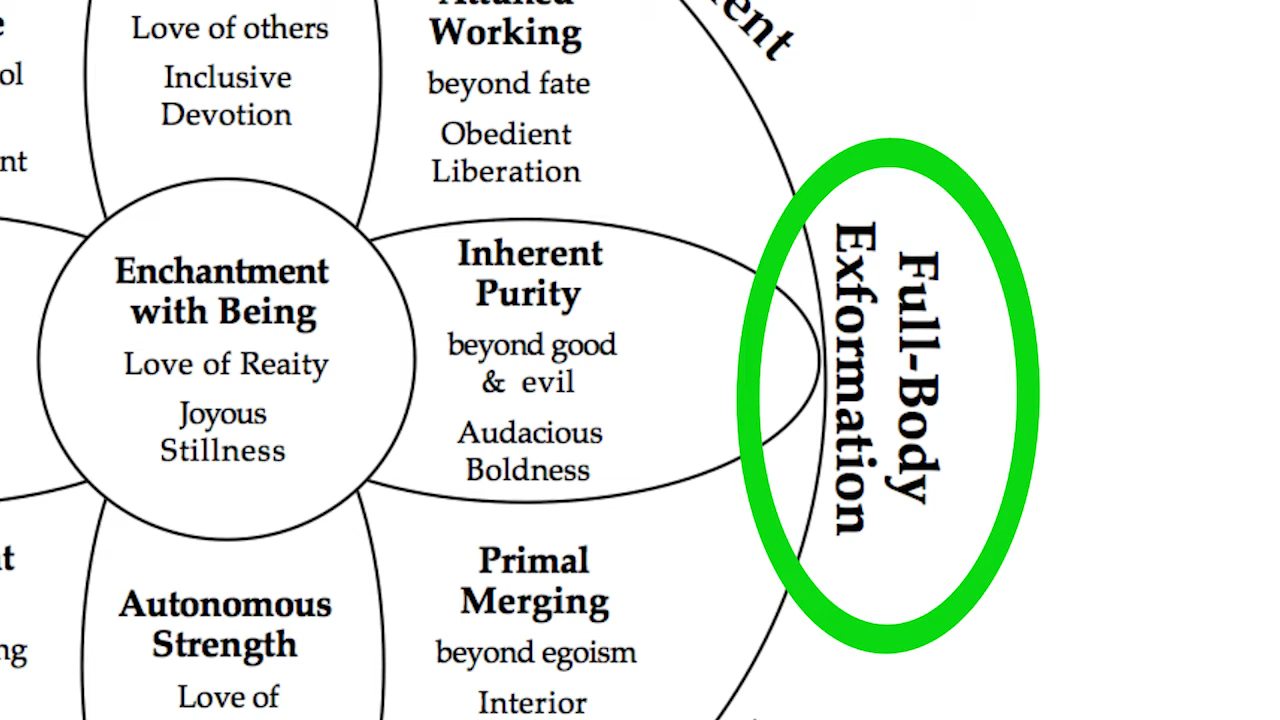 Love of others
Inclusive
Devotion
Working
beyond fate
Obedient
Liberation
Enchantment
with Being
Love of Reaity
Joyous
Stillness
Inherent
Purity
beyond good
& evil
Audacious
Boldness
Full-Body
Exformation
Autonomous
Strength
Love of
Primal
Merging
beyond egoism
Interior